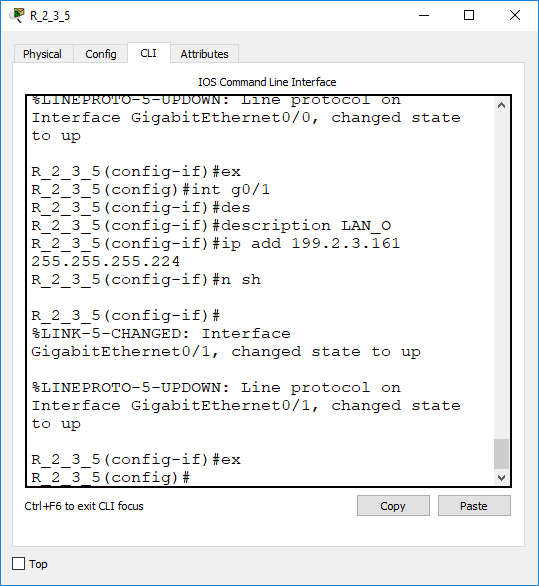 R_2_3_5
Physical Config CLI Attributes
IOS Command Line Interface
%LINEPROTO-5-UPDOWN: Line protocol on
Interface GigabitEthernet0/0, changed state
to up
R_2_3_5(config-if)#ex
R_2_3_5(config)#int g0/1
R_2_3_5(config-if)#des
R_2_3_5(config-if)#description LAN_O
R_2_3_5(config-if)#ip add 199.2.3.161
255.255.255.224
R_2_3_5(config-if)#n sh
R_2_3_5(config-if)#
%LINK-5-CHANGED: Interface
GigabitEthernet0/1, changed state to up
%LINEPROTO-5-UPDOWN: Line protocol on
Interface GigabitEthernet0/1, changed state
to up
R_2_3_5(config-if)#ex
R_2_3_5(config)#
Ctrl+F6 to exit CLI focus
Copy Paste
Top